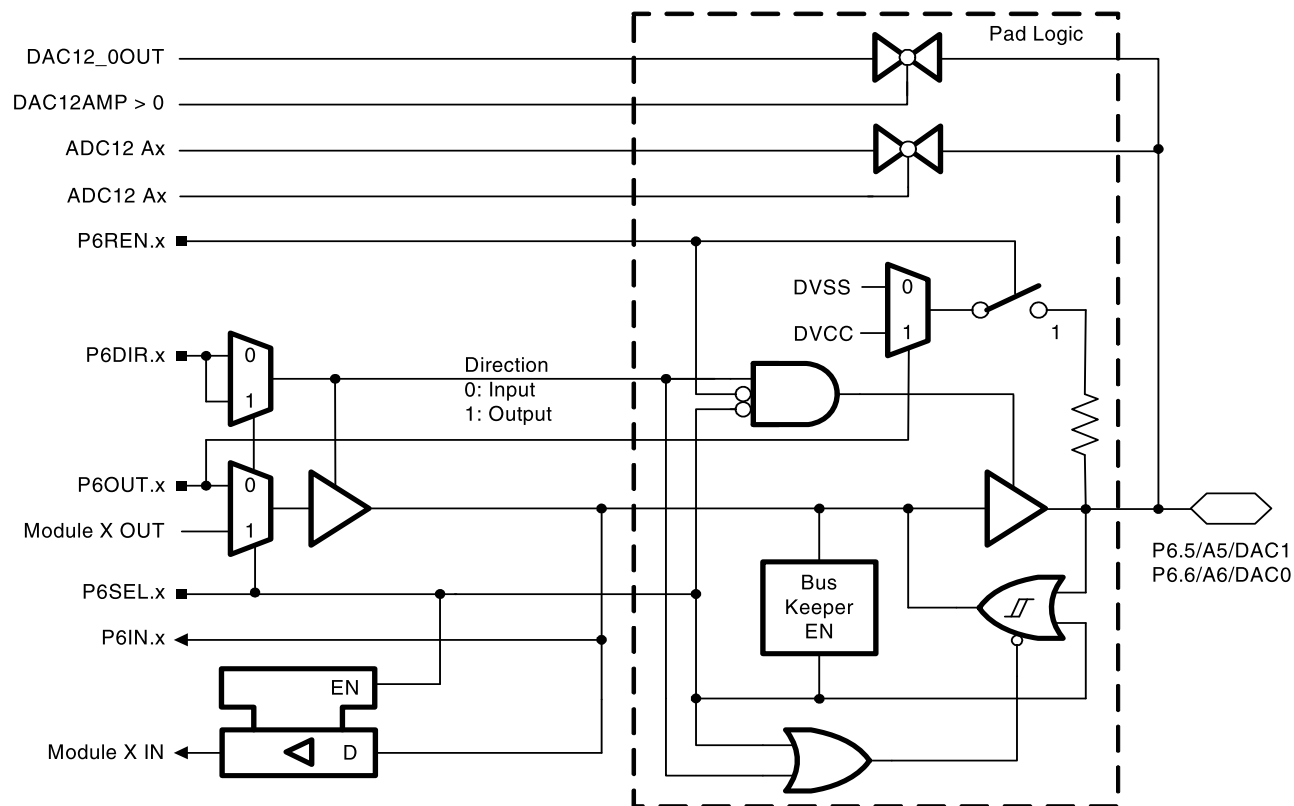 Pad Logic
DAC12_0OUT
DAC12AMP > 0
ADC12 Ax
ADC12 Ax
P6REN.x
DVSS
0
DVCC
1
1
P6DIR.x
0
1
Direction
0: Input
1: Output
P6OUT.x
0
Module X OUT
1
P6.5/A5/DAC1
P6.6/A6/DAC0
P6SEL.x
Bus
Keeper
EN
P6IN.x
EN
Module X IN
D